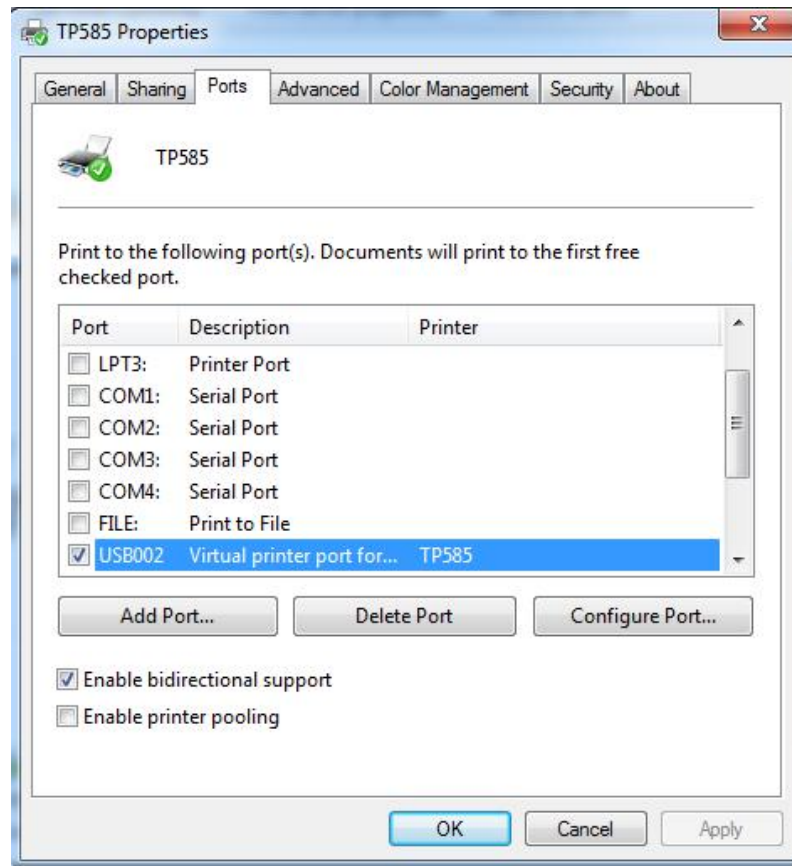 TP585 Properties
General Sharing Ports Advanced Color Management Security About
TP585
Print to the following port(s). Documents will print to the first free
checked port.
Port Description Printer
LPT3: Printer Port
COM1: Serial Port
COM2: Serial Port
COM3: Serial Port
COM4: Serial Port
FILE: Print to File
USB002 Virtual printer port for... TP585
Add Port... Delete Port Configure Port...
Enable bidirectional support
Enable printer pooling
OK Cancel Apply